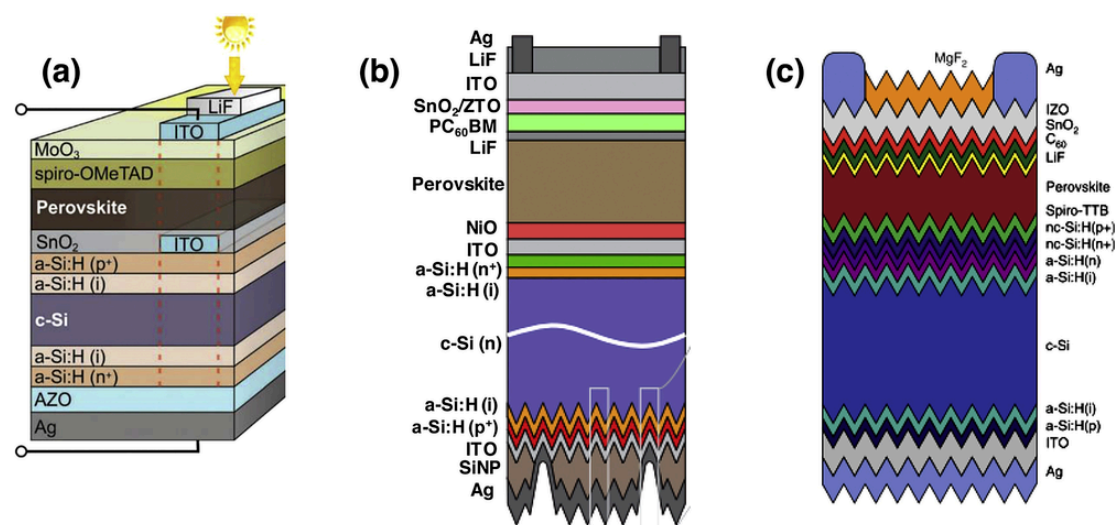 (a)
LiF
ITO
MoO₃
spiro-OMeTAD
Perovskite
SnO₂
ITO
a-Si:H (p⁺)
a-Si:H (i)
c-Si
a-Si:H (i)
a-Si:H (n⁺)
AZO
Ag
(b)
Ag
LiF
ITO
SnO₂/ZTO
PC₆₀BM
LiF
Perovskite
NiO
ITO
a-Si:H (n⁺)
a-Si:H (i)
c-Si (n)
a-Si:H (i)
a-Si:H (p⁺)
ITO
SiNP
Ag
(c)
MgF₂
Ag
IZO
SnO₂
C₆₀
LiF
Perovskite
Spiro-TTB
nc-Si:H(p+)
nc-Si:H(n+)
a-Si:H(n)
a-Si:H(i)
c-Si
a-Si:H(i)
a-Si:H(p)
ITO
Ag